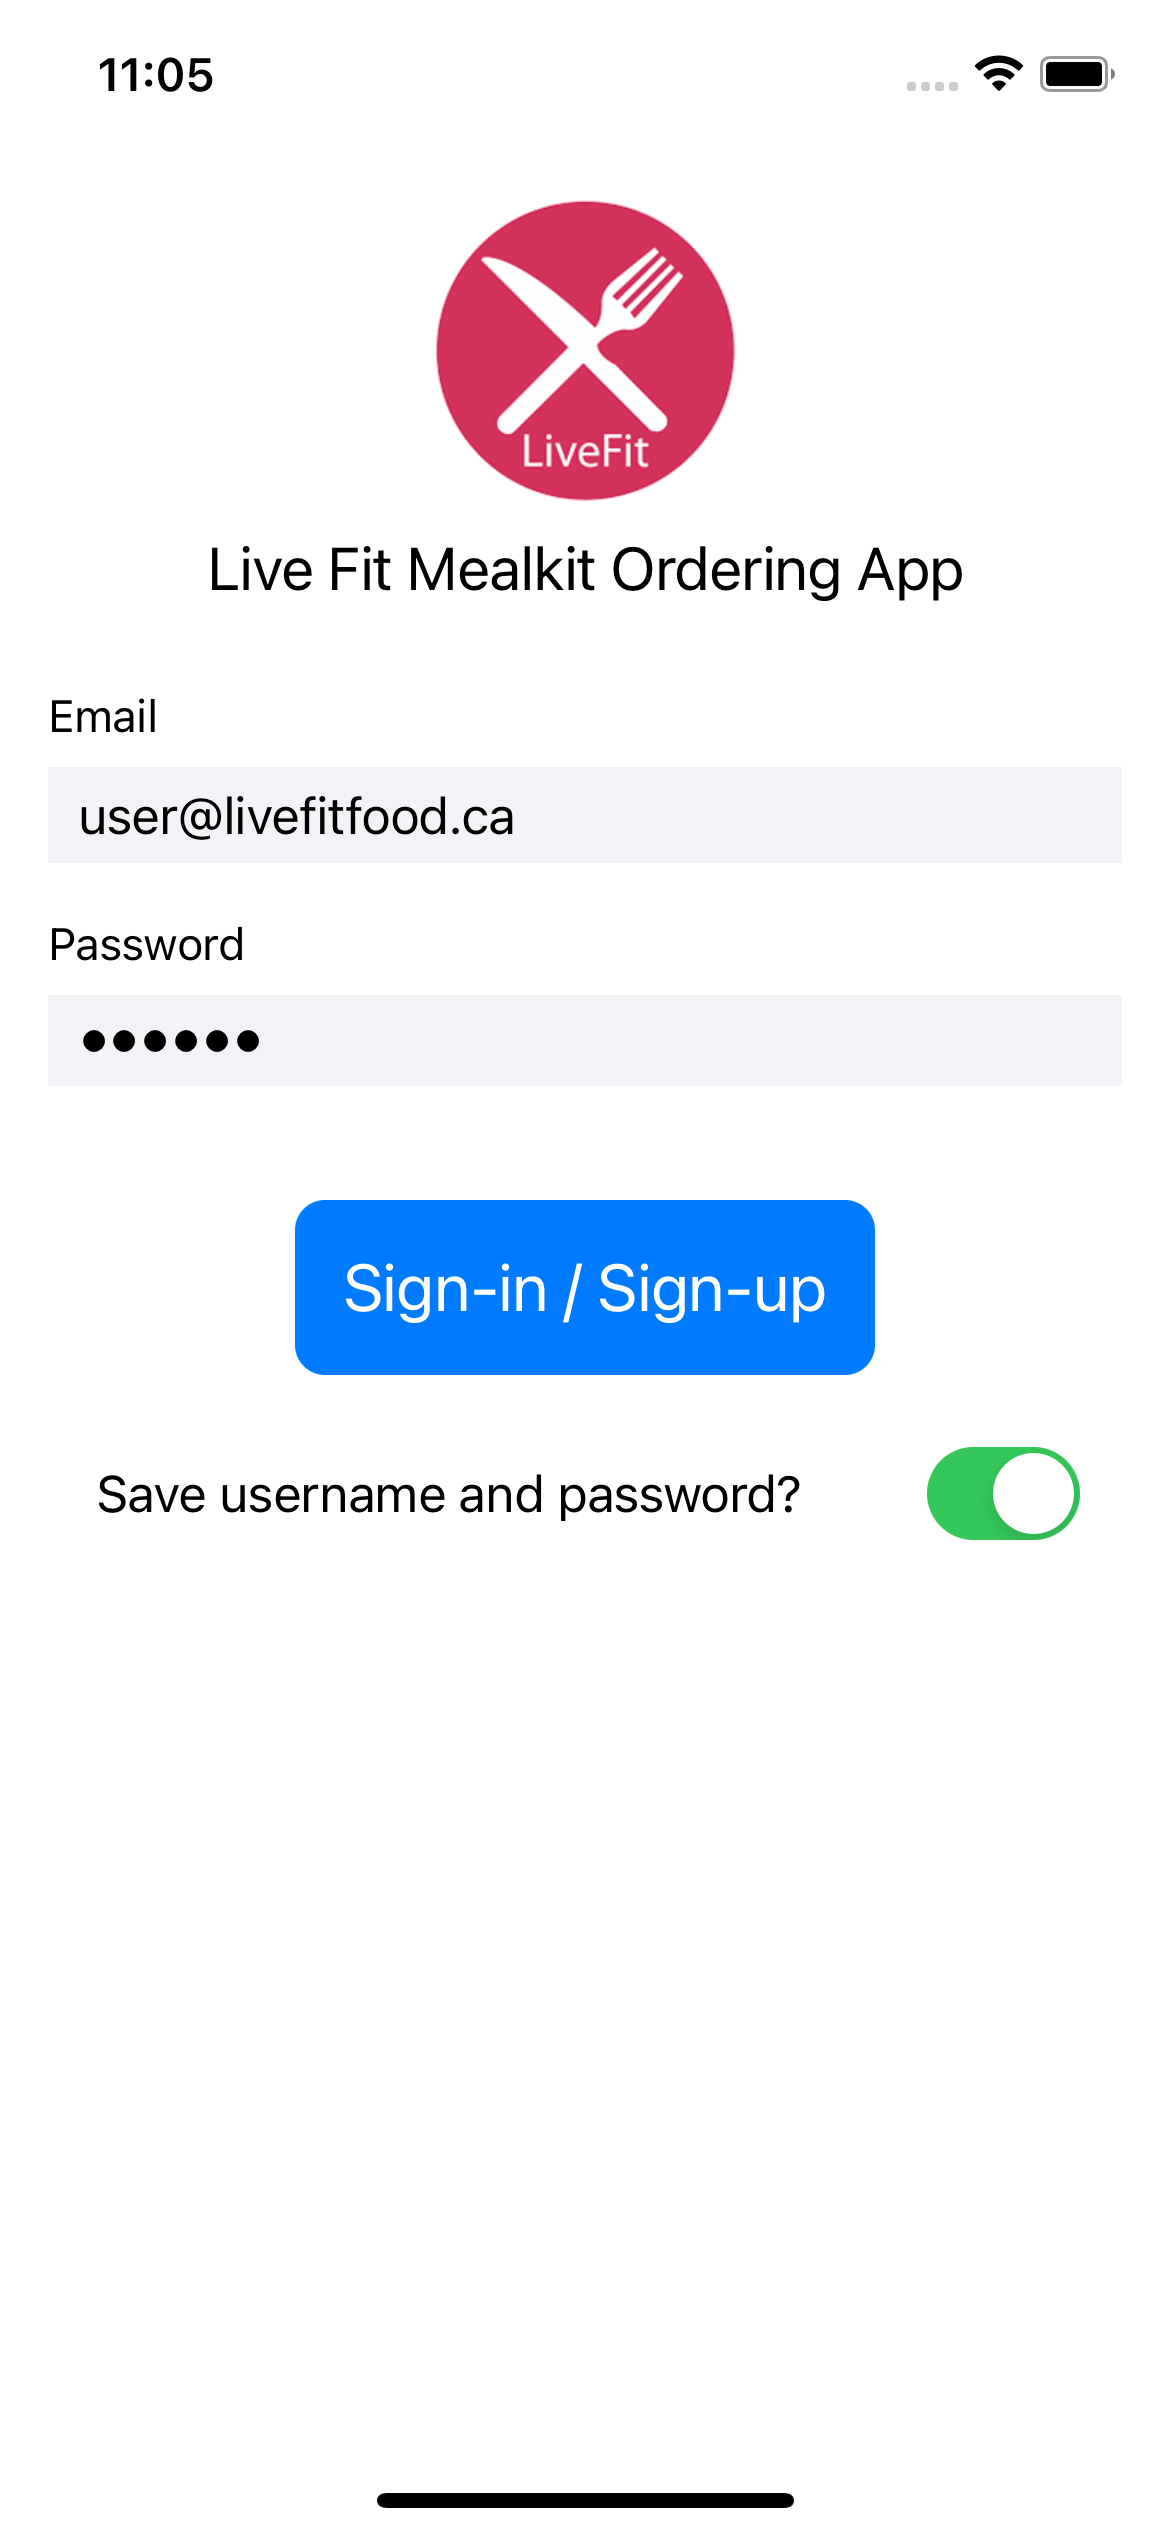 11:05
LiveFit
Live Fit Mealkit Ordering App
Email
user@livefitfood.ca
Password
••••••
Sign-in / Sign-up
Save username and password?